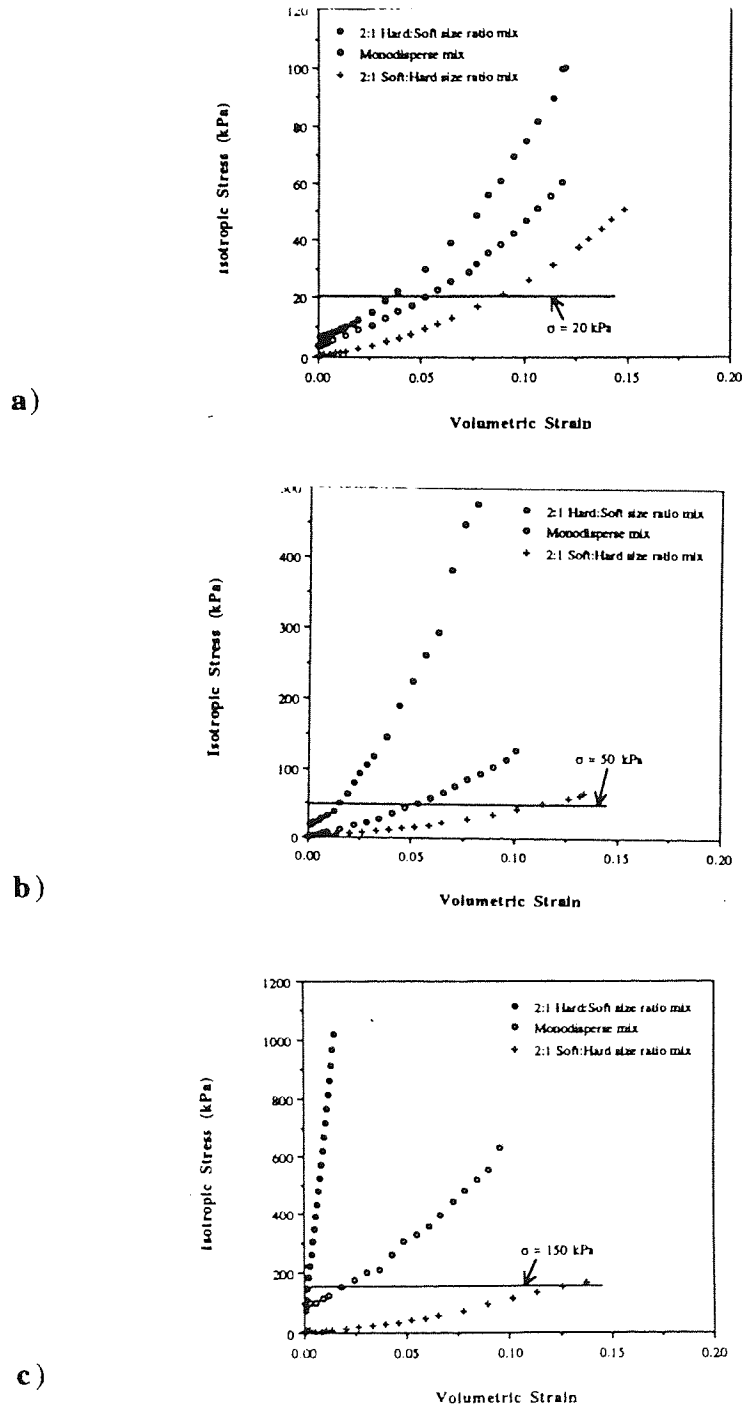 120
100
80
60
40
20
0
Isotropic Stress (kPa)
2:1 Hard:Soft size ratio mix
Monodisperse mix
2:1 Soft:Hard size ratio mix
σ = 20 kPa
0.00 0.05 0.10 0.15 0.20
Volumetric Strain
a)
500
400
300
200
100
0
Isotropic Stress (kPa)
2:1 Hard:Soft size ratio mix
Monodisperse mix
2:1 Soft:Hard size ratio mix
σ = 50 kPa
0.00 0.05 0.10 0.15 0.20
Volumetric Strain
b)
1200
1000
800
600
400
200
0
Isotropic Stress (kPa)
2:1 Hard:Soft size ratio mix
Monodisperse mix
2:1 Soft:Hard size ratio mix
σ = 150 kPa
0.00 0.05 0.10 0.15 0.20
Volumetric Strain
c)